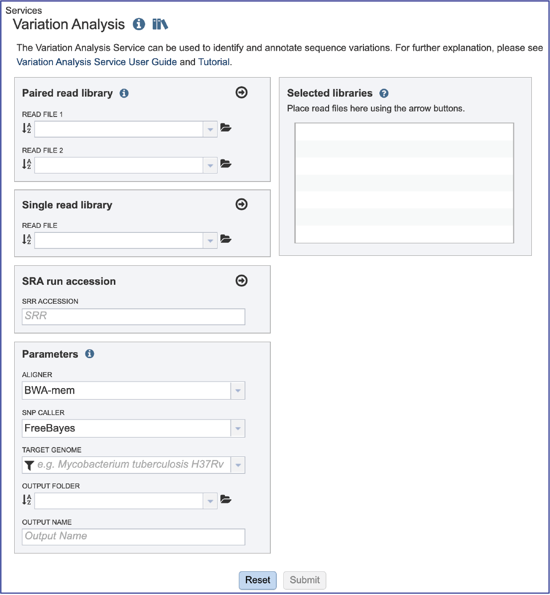 Services
Variation Analysis
The Variation Analysis Service can be used to identify and annotate sequence variations. For further explanation, please see
Variation Analysis Service User Guide and Tutorial.
Paired read library
READ FILE 1
READ FILE 2
Single read library
READ FILE
SRA run accession
SRR ACCESSION
SRR
Parameters
ALIGNER
BWA-mem
SNP CALLER
FreeBayes
TARGET GENOME
e.g. Mycobacterium tuberculosis H37Rv
OUTPUT FOLDER
OUTPUT NAME
Output Name
Selected libraries
Place read files here using the arrow buttons.
Reset Submit